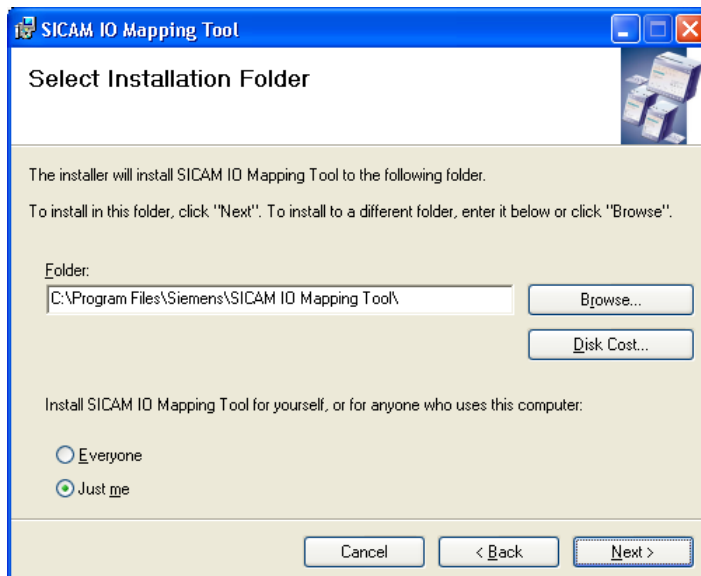 SICAM IO Mapping Tool
Select Installation Folder
The installer will install SICAM IO Mapping Tool to the following folder.
To install in this folder, click "Next". To install to a different folder, enter it below or click "Browse".
Folder:
C:\Program Files\Siemens\SICAM IO Mapping Tool\
Browse...
Disk Cost...
Install SICAM IO Mapping Tool for yourself, or for anyone who uses this computer:
Everyone
Just me
Cancel
< Back
Next >